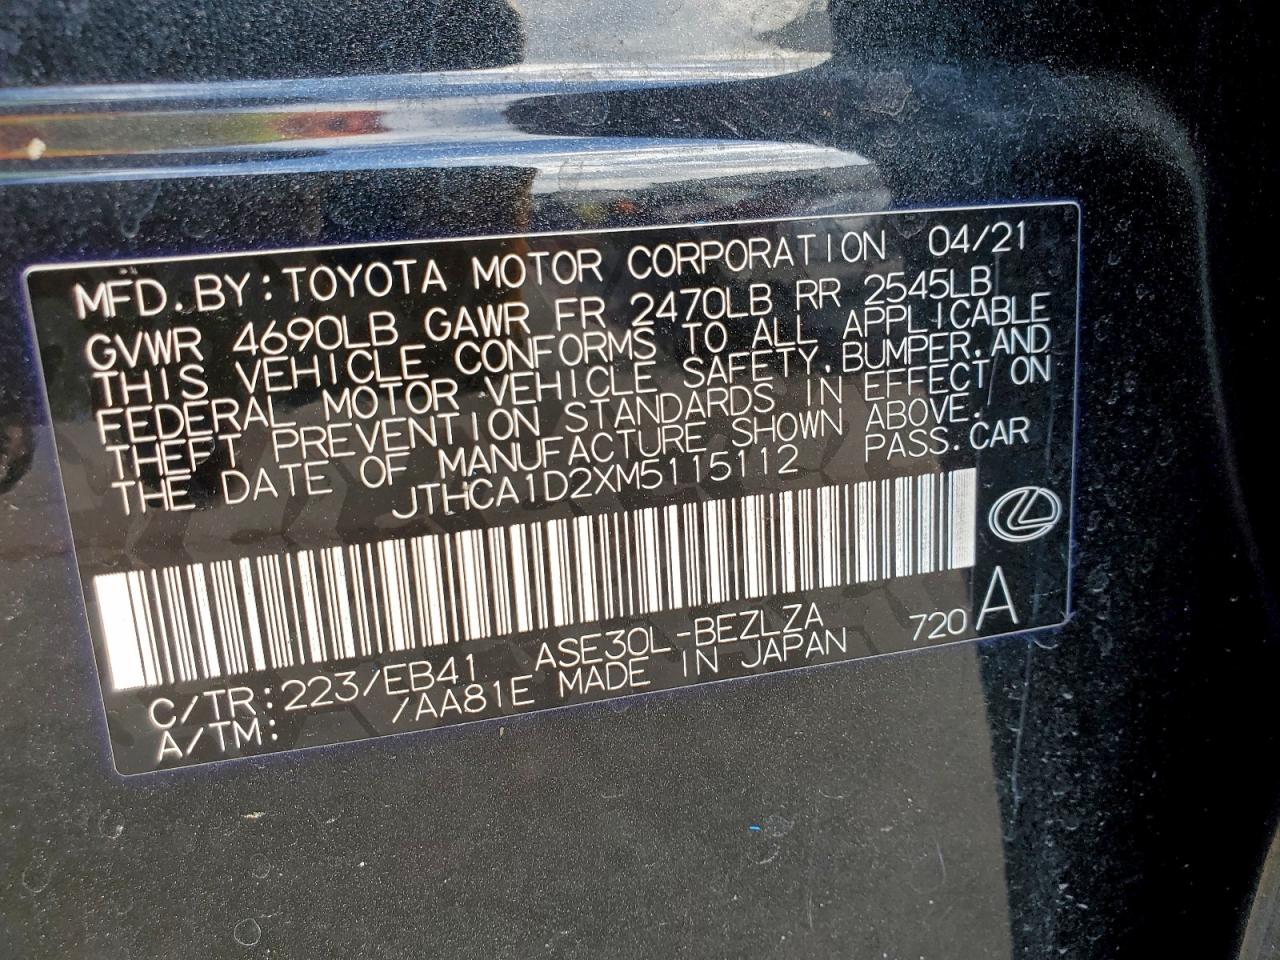 MFD.BY:TOYOTA MOTOR CORPORATION 04/21
GVWR 4690LB GAWR FR 2470LB RR 2545LB
THIS VEHICLE CONFORMS TO ALL APPLICABLE
FEDERAL MOTOR VEHICLE SAFETY,BUMPER,AND
THEFT PREVENTION STANDARDS IN EFFECT ON
THE DATE OF MANUFACTURE SHOWN ABOVE.
JTHCA1D2XM5115112 PASS.CAR
C/TR:223/EB41 ASE30L-BEZLZA 720 A
A/TM: /AA81E MADE IN JAPAN